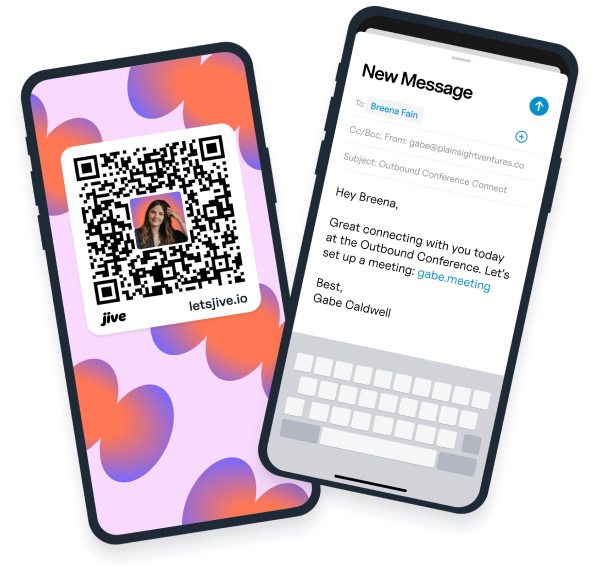 jive
letsjive.io
New Message
To: Breena Fain
Cc/Bcc, From: gabe@plainsightventures.co
Subject: Outbound Conference Connect
Hey Breena,
Great connecting with you today
at the Outbound Conference. Let's
set up a meeting: gabe.meeting
Best,
Gabe Caldwell